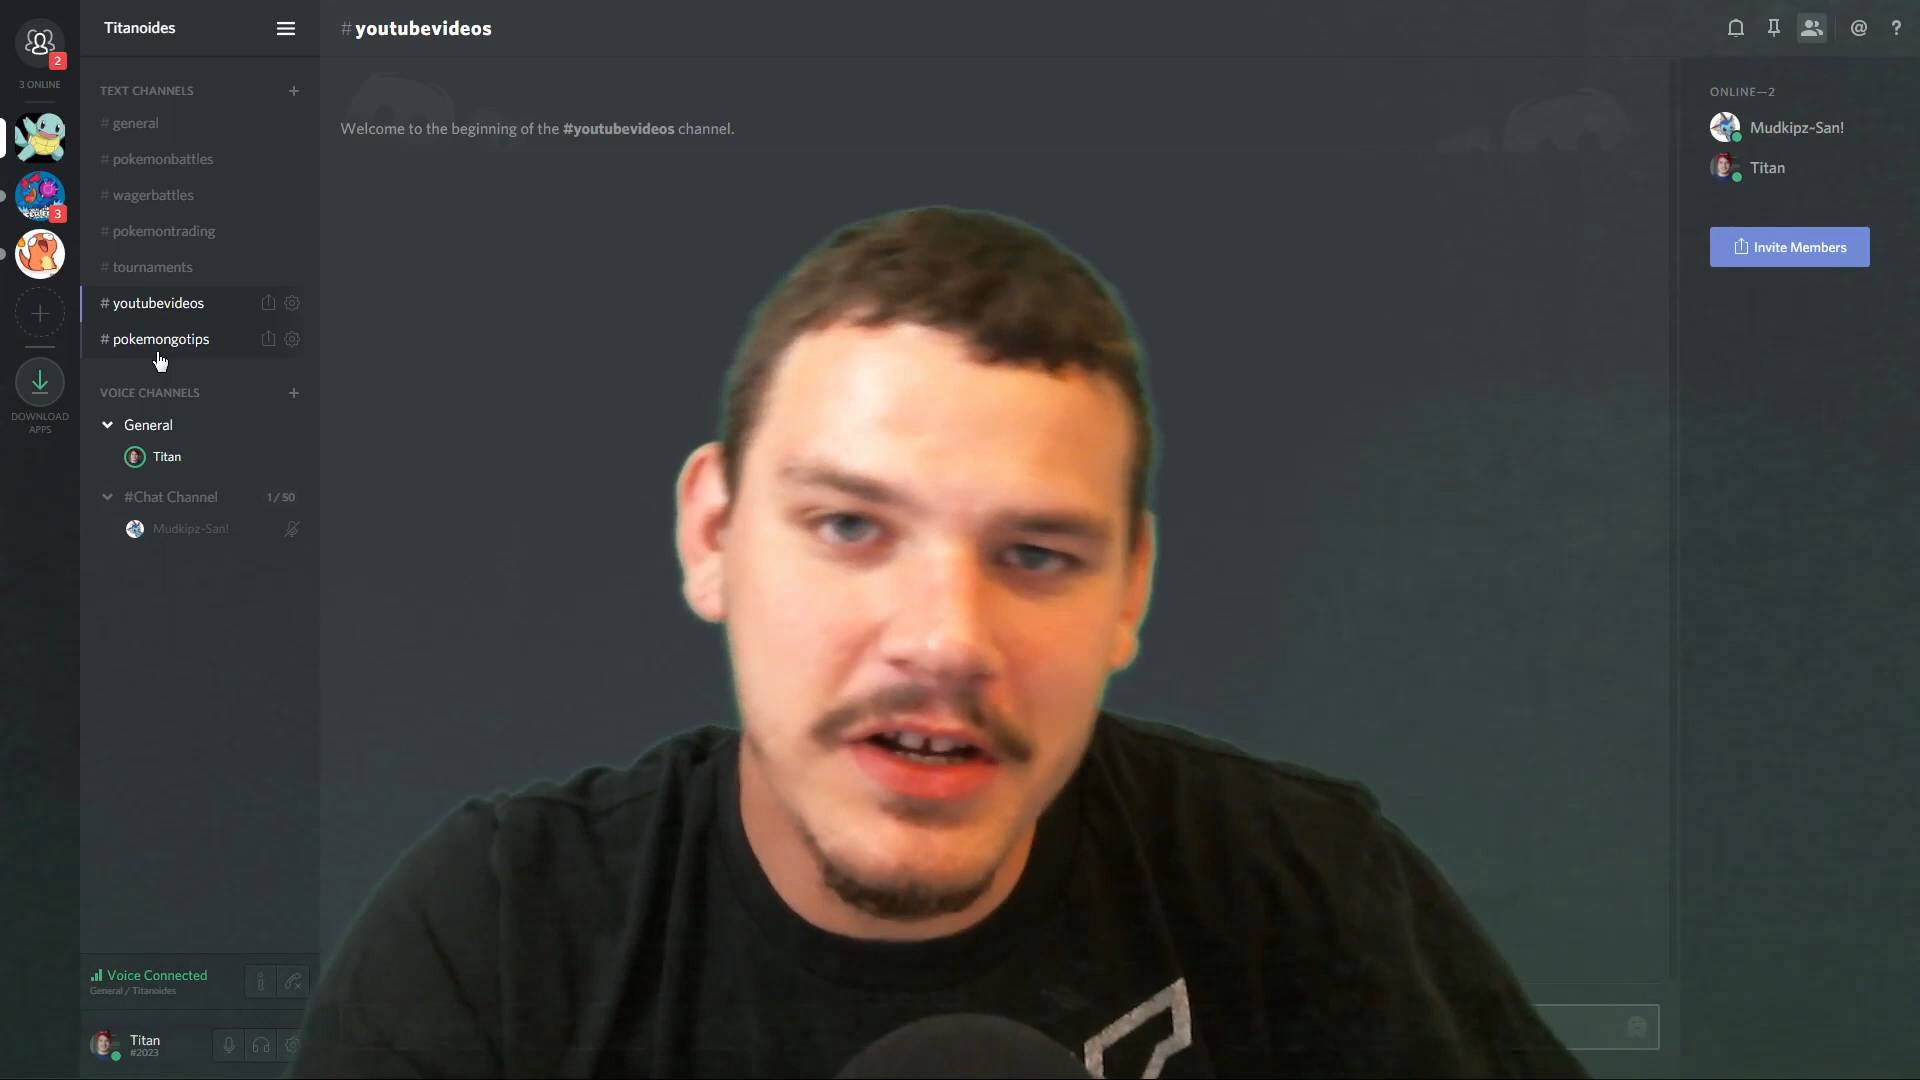 2
3 ONLINE
3
DOWNLOAD
APPS
Titanoides
TEXT CHANNELS
# general
# pokemonbattles
# wagerbattles
# pokemontrading
# tournaments
# youtubevideos
# pokemongotips
VOICE CHANNELS
General
Titan
#Chat Channel 1/50
Mudkipz-San!
Voice Connected
General / Titanoides
Titan
#2023
#youtubevideos
Welcome to the beginning of the #youtubevideos channel.
@ ?
ONLINE—2
Mudkipz-San!
Titan
Invite Members